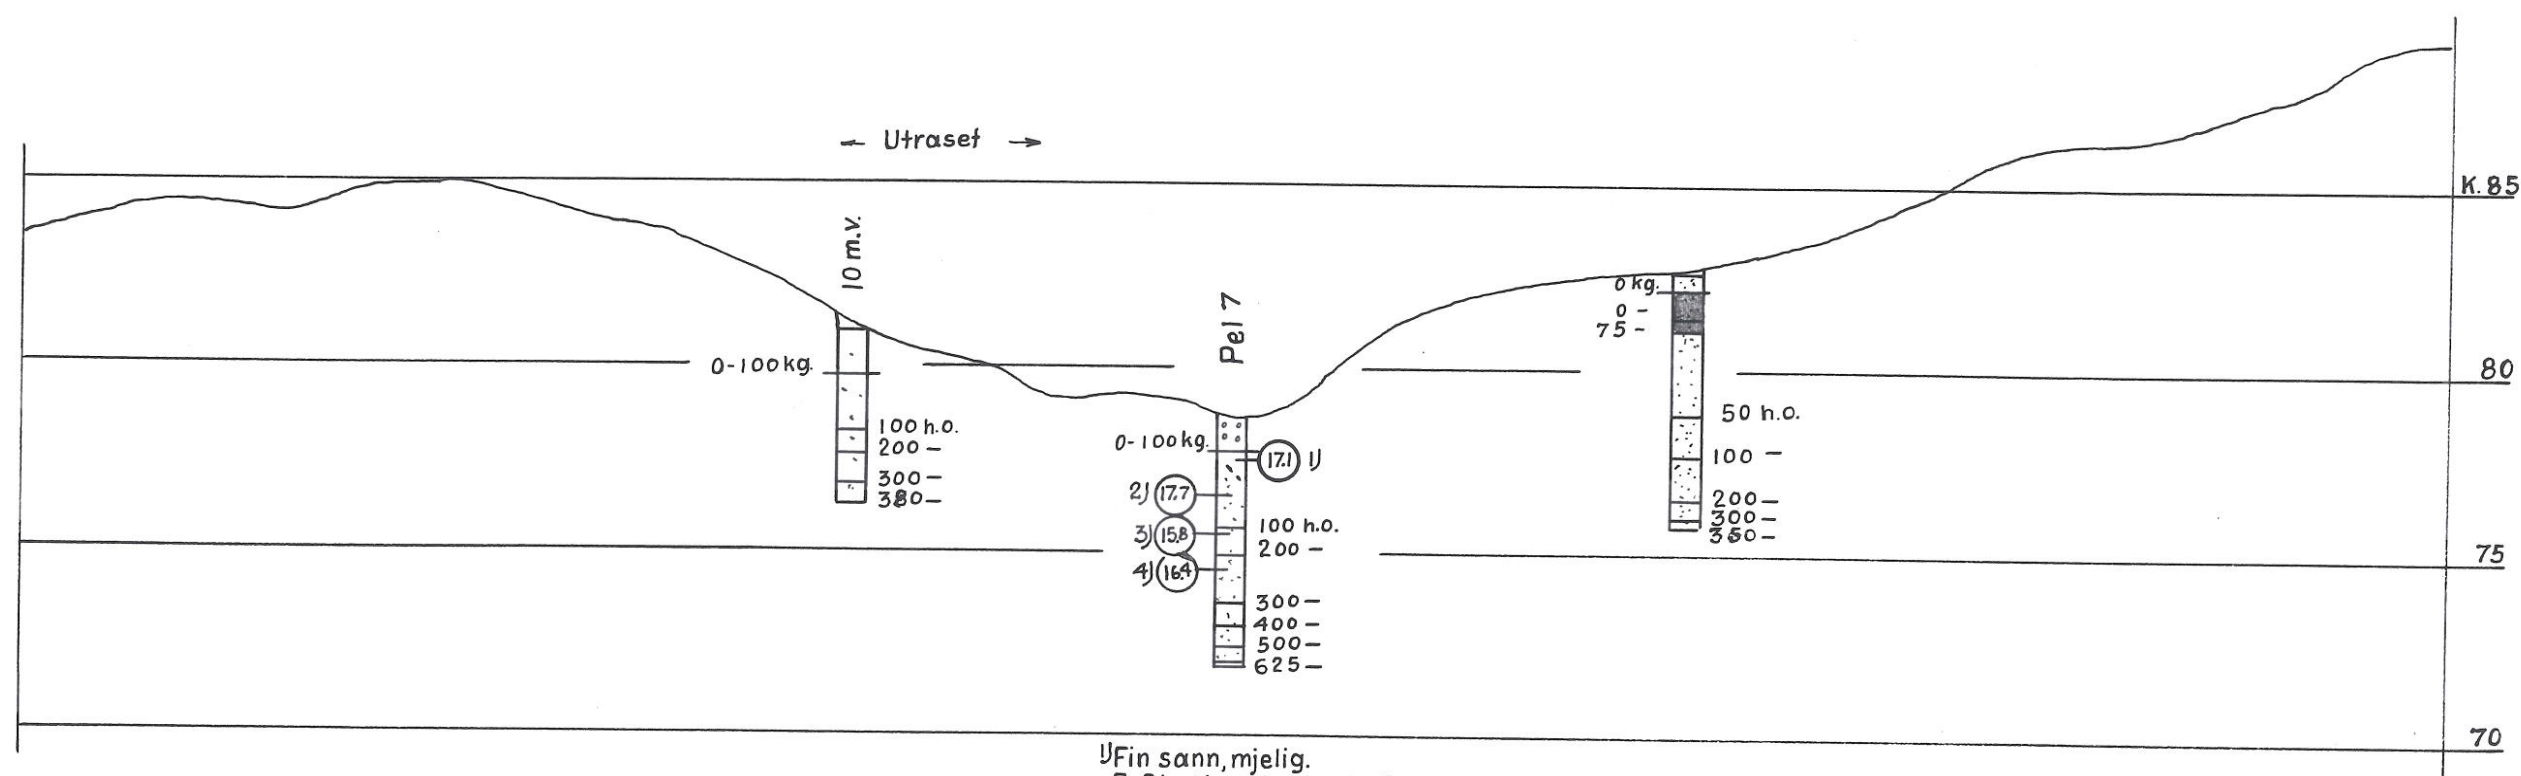 ← Utraset →
K. 85
10 m.v.
Pel 7
0 kg.
0 -
75 -
0-100 kg.
80
100 h.o.
200 -
300 -
380 -
0-100 kg.
17.1 1)
2) 17.7
3) 15.8
4) 16.4
100 h.o.
200 -
300 -
400 -
500 -
625 -
50 h.o.
100 -
200 -
300 -
350 -
75
70
1) Fin sann, mjelig.